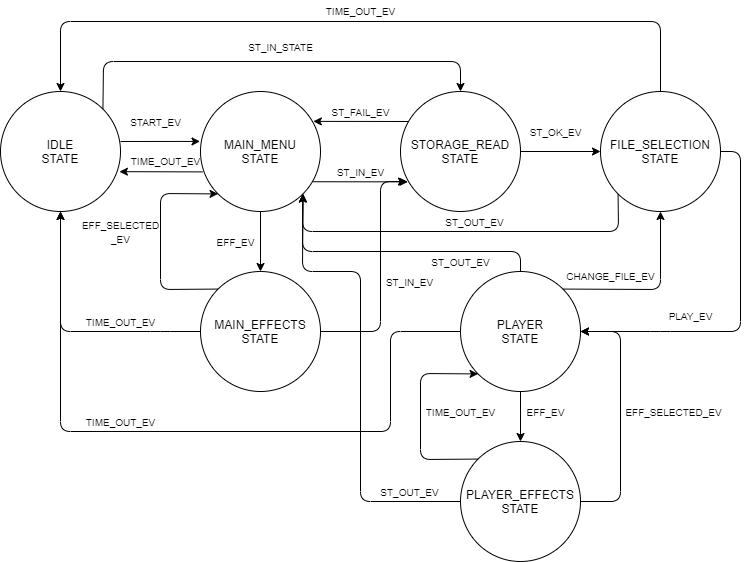 TIME_OUT_EV
ST_IN_STATE
IDLE
STATE
START_EV
TIME_OUT_EV
MAIN_MENU
STATE
ST_FAIL_EV
ST_IN_EV
STORAGE_READ
STATE
ST_OK_EV
FILE_SELECTION
STATE
EFF_SELECTED
_EV
EFF_EV
ST_OUT_EV
ST_OUT_EV
ST_IN_EV
CHANGE_FILE_EV
TIME_OUT_EV
MAIN_EFFECTS
STATE
PLAYER
STATE
PLAY_EV
TIME_OUT_EV
TIME_OUT_EV
EFF_EV
EFF_SELECTED_EV
ST_OUT_EV
PLAYER_EFFECTS
STATE